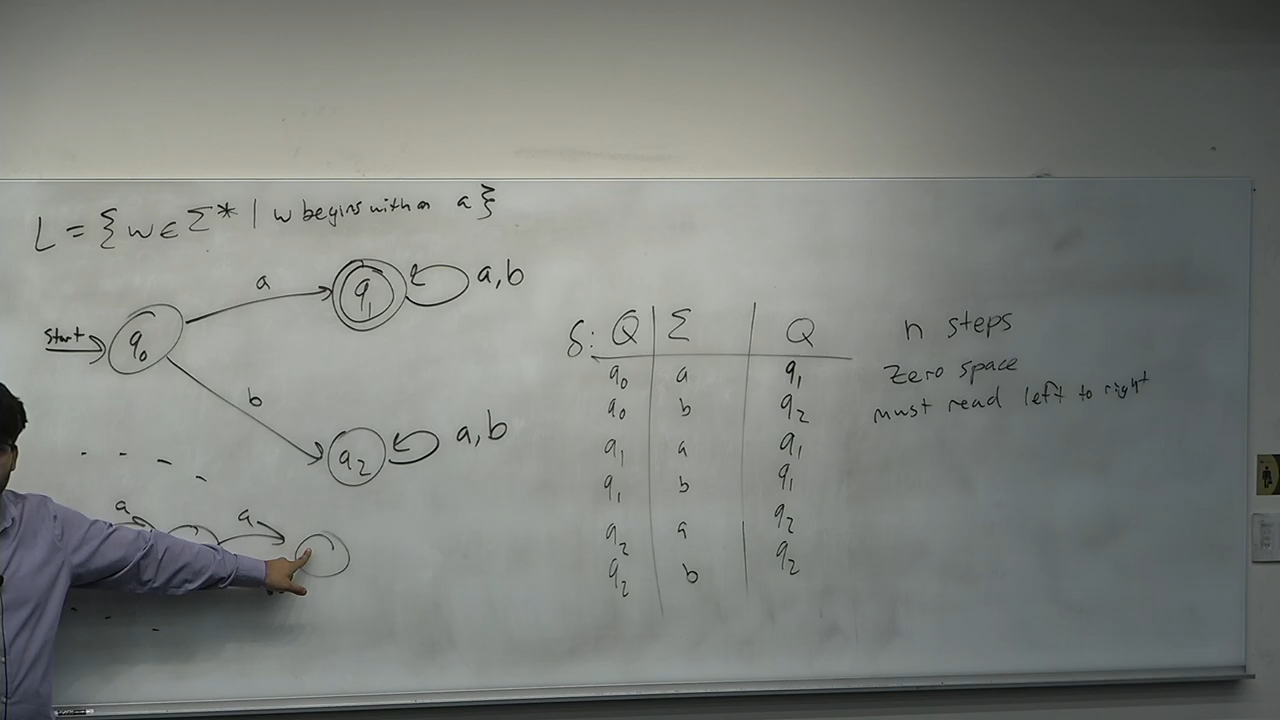 L = {w ∈ Σ* | w begins with a a}
a
q₁
a, b
start
q₀
b
q₂
a, b
a
a
δ: Q Σ Q
q₀ a q₁
q₀ b q₂
q₁ a q₁
q₁ b q₁
q₂ a q₂
q₂ b q₂
n steps
Zero space
must read left to right